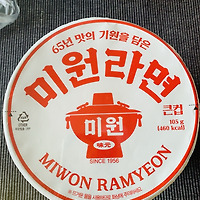 65년 맛의 기원을 담은
미원라면
큰컵
105 g
(460 kcal)
미원
味元
SINCE 1956
MIWON RAMYEON